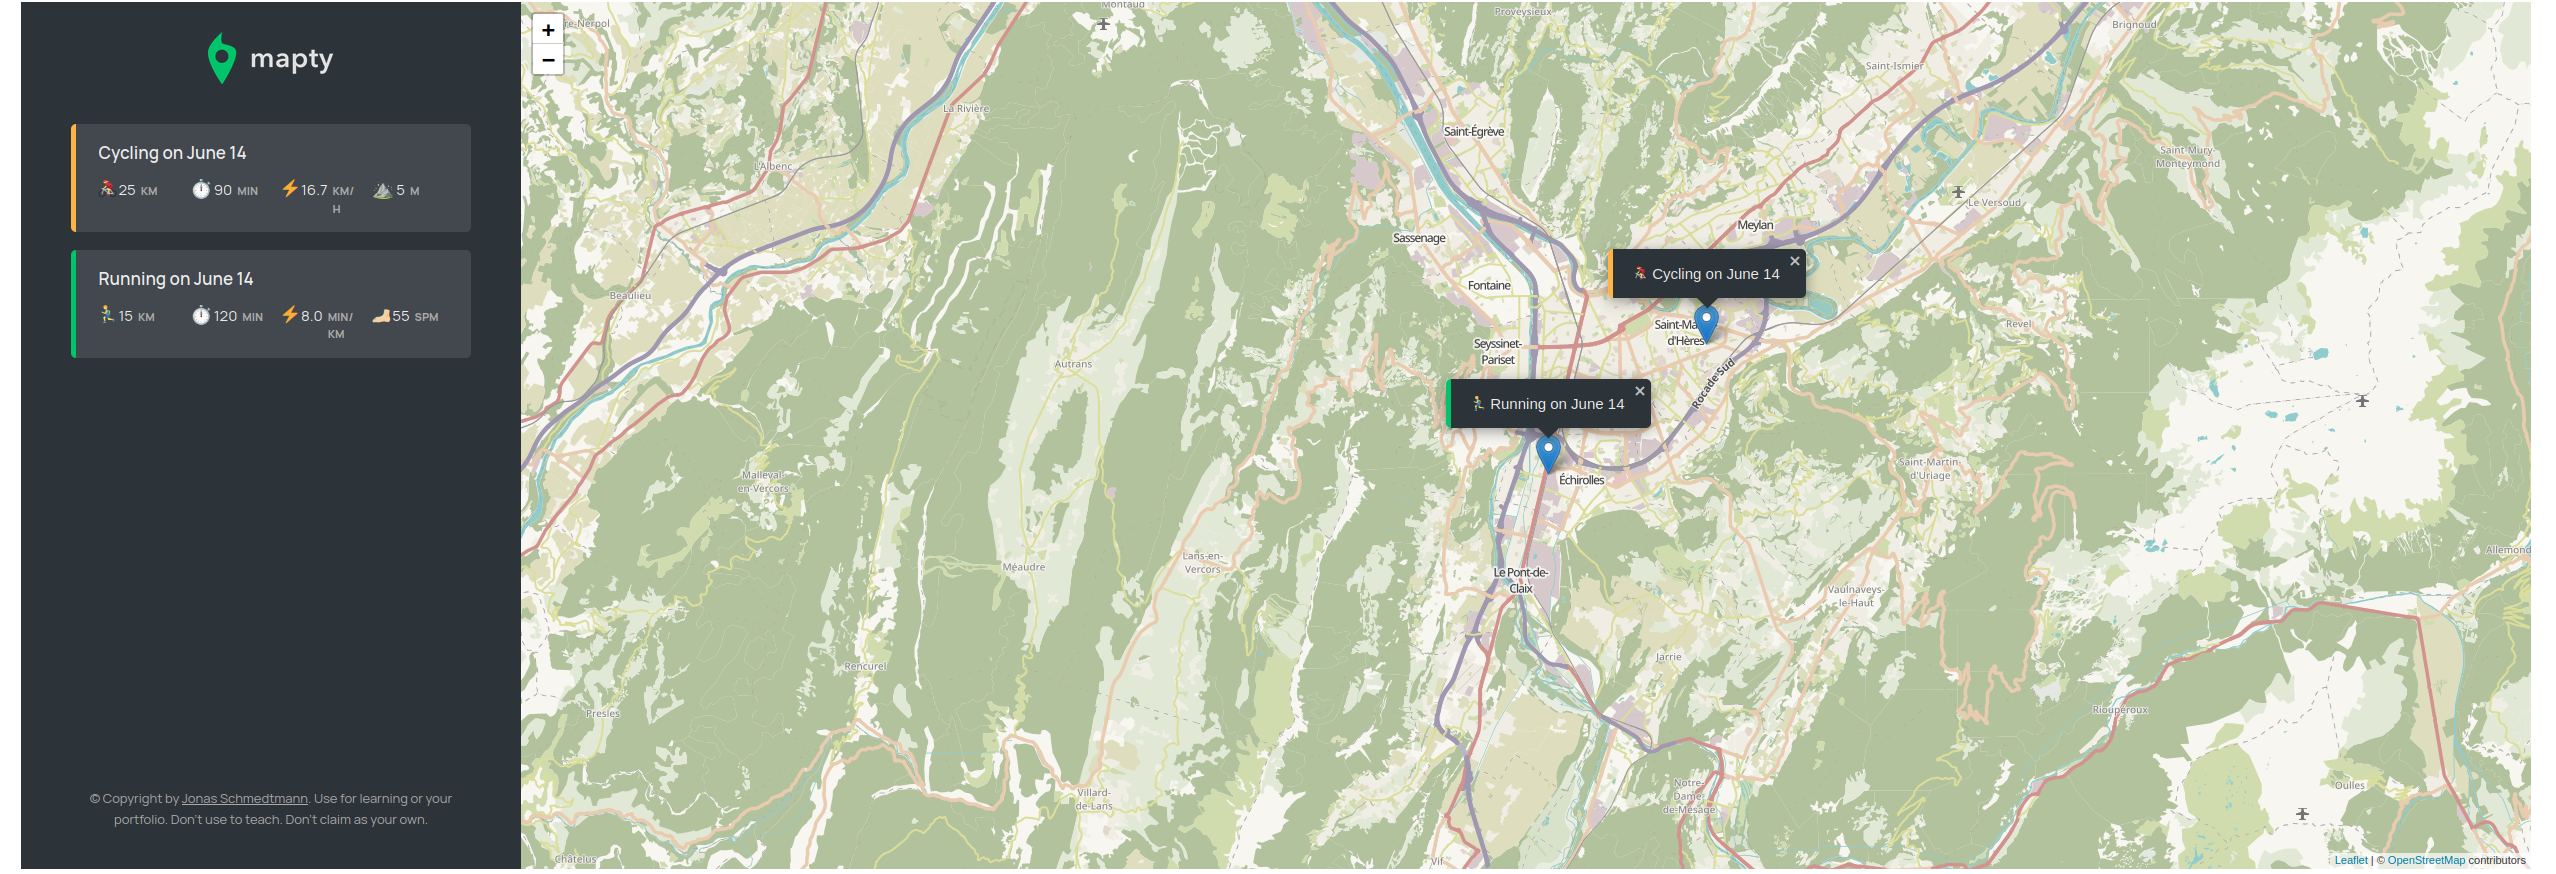 mapty
Cycling on June 14
25 KM
90 MIN
16.7 KM/
H
5 M
Running on June 14
15 KM
120 MIN
8.0 MIN/
KM
55 SPM
© Copyright by Jonas Schmedtmann. Use for learning or your
portfolio. Don't use to teach. Don't claim as your own.
+
−
Montaud
Proveysieux
Brignoud
Saint-Ismier
La Rivière
Saint-Égrève
L'Albenc
Saint-Mury-
Monteymond
Le Versoud
Meylan
Sassenage
Cycling on June 14
×
Fontaine
Beaulieu
d'Hères
Revel
Seyssinet-
Pariset
Autrans
Rocade Sud
Running on June 14
×
Malleval-
en-Vercors
Échirolles
Saint-Martin-
d'Uriage
Allemond
Lans-en-
Vercors
Méaudre
Le Pont-de-
Claix
Vaulnaveys-
le-Haut
Jarrie
Rencurel
Presles
Rioupéroux
Villard-
de-Lans
Notre-
Dame-
de-Mésage
Oulles
Châtelus
Vif
Leaflet | © OpenStreetMap contributors